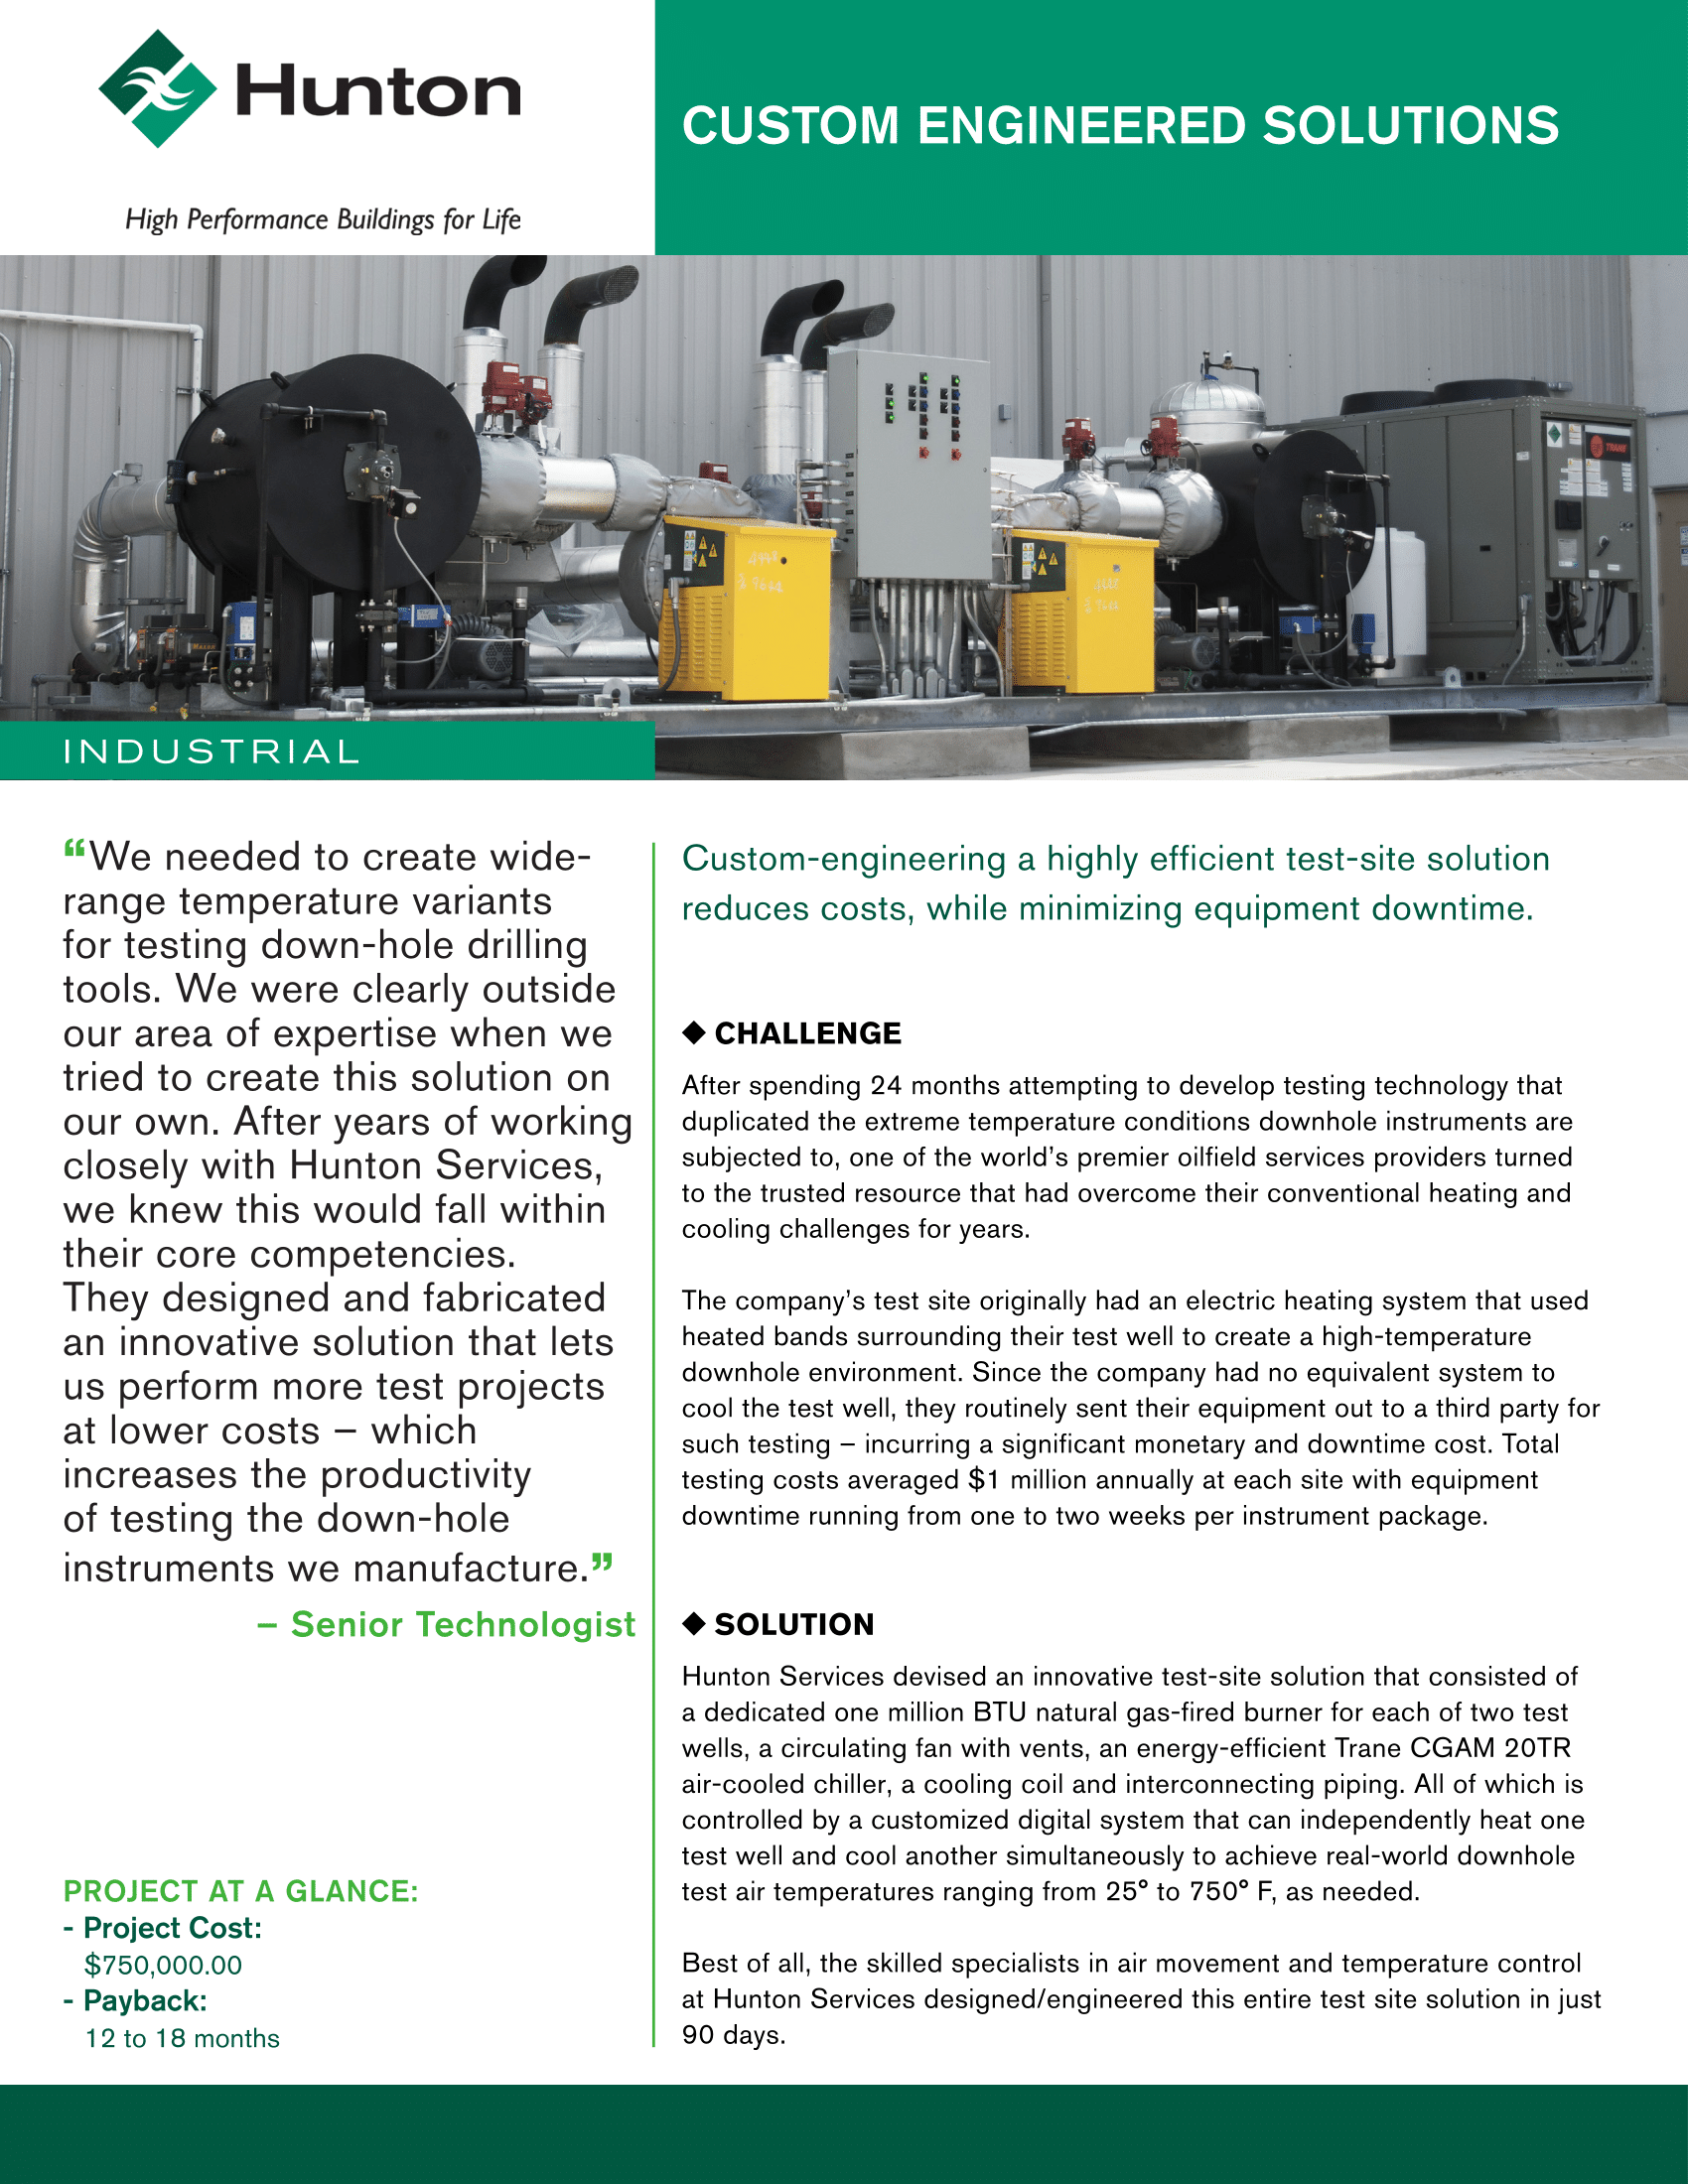 Hunton
High Performance Buildings for Life
CUSTOM ENGINEERED SOLUTIONS
TRANE
INDUSTRIAL
“We needed to create wide-
range temperature variants
for testing down-hole drilling
tools. We were clearly outside
our area of expertise when we
tried to create this solution on
our own. After years of working
closely with Hunton Services,
we knew this would fall within
their core competencies.
They designed and fabricated
an innovative solution that lets
us perform more test projects
at lower costs – which
increases the productivity
of testing the down-hole
instruments we manufacture.”
– Senior Technologist
PROJECT AT A GLANCE:
- Project Cost:
$750,000.00
- Payback:
12 to 18 months
Custom-engineering a highly efficient test-site solution
reduces costs, while minimizing equipment downtime.
◆ CHALLENGE
After spending 24 months attempting to develop testing technology that
duplicated the extreme temperature conditions downhole instruments are
subjected to, one of the world’s premier oilfield services providers turned
to the trusted resource that had overcome their conventional heating and
cooling challenges for years.
The company’s test site originally had an electric heating system that used
heated bands surrounding their test well to create a high-temperature
downhole environment. Since the company had no equivalent system to
cool the test well, they routinely sent their equipment out to a third party for
such testing – incurring a significant monetary and downtime cost. Total
testing costs averaged $1 million annually at each site with equipment
downtime running from one to two weeks per instrument package.
◆ SOLUTION
Hunton Services devised an innovative test-site solution that consisted of
a dedicated one million BTU natural gas-fired burner for each of two test
wells, a circulating fan with vents, an energy-efficient Trane CGAM 20TR
air-cooled chiller, a cooling coil and interconnecting piping. All of which is
controlled by a customized digital system that can independently heat one
test well and cool another simultaneously to achieve real-world downhole
test air temperatures ranging from 25° to 750° F, as needed.
Best of all, the skilled specialists in air movement and temperature control
at Hunton Services designed/engineered this entire test site solution in just
90 days.